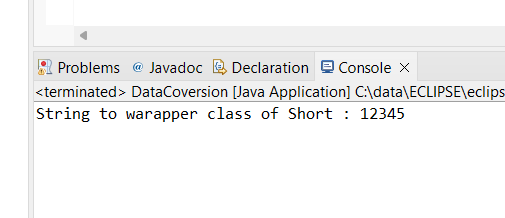 Problems @ Javadoc Declaration Console
<terminated> DataCoversion [Java Application] C:\data\ECLIPSE\eclips
String to warapper class of Short : 12345